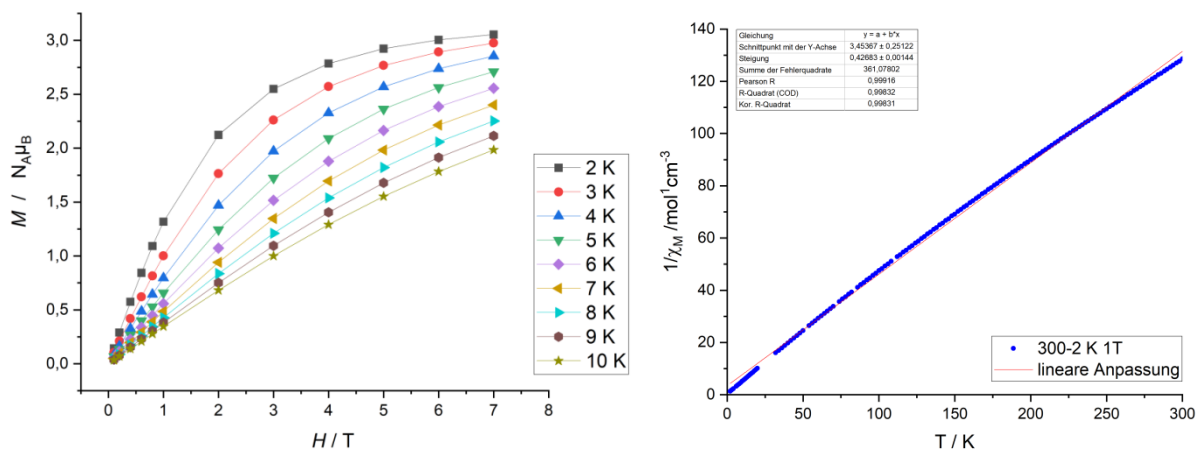 M / N_Aμ_B
3,0
2,5
2,0
1,5
1,0
0,5
0,0
0 1 2 3 4 5 6 7 8
H / T
2 K
3 K
4 K
5 K
6 K
7 K
8 K
9 K
10 K
1/χ_M /mol¹cm⁻³
140
120
100
80
60
40
20
0
0 50 100 150 200 250 300
T / K
Gleichung y = a + b*x
Schnittpunkt mit der Y-Achse 3,45367 ± 0,25122
Steigung 0,42683 ± 0,00144
Summe der Fehlerquadrate 361,07802
Pearson R 0,99916
R-Quadrat (COD) 0,99832
Kor. R-Quadrat 0,99831
300-2 K 1T
lineare Anpassung